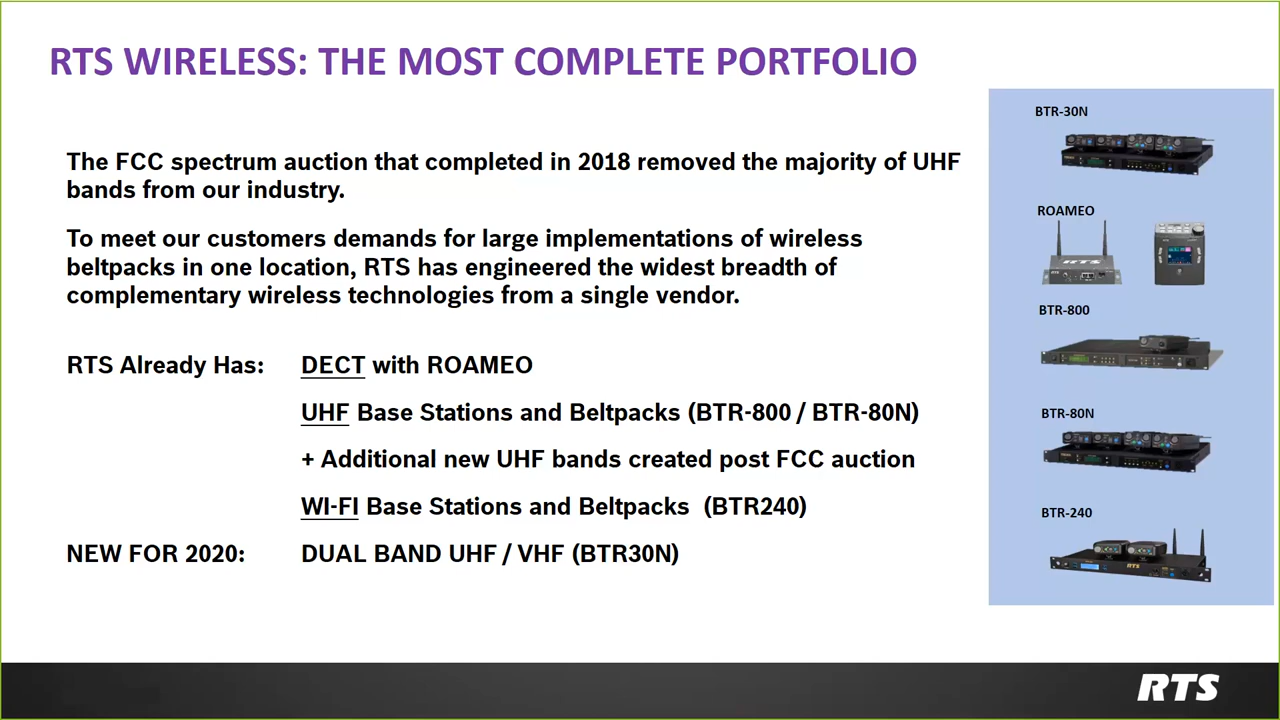 RTS WIRELESS: THE MOST COMPLETE PORTFOLIO
The FCC spectrum auction that completed in 2018 removed the majority of UHF
bands from our industry.
To meet our customers demands for large implementations of wireless
beltpacks in one location, RTS has engineered the widest breadth of
complementary wireless technologies from a single vendor.
RTS Already Has: DECT with ROAMEO
UHF Base Stations and Beltpacks (BTR-800 / BTR-80N)
+ Additional new UHF bands created post FCC auction
WI-FI Base Stations and Beltpacks (BTR240)
NEW FOR 2020: DUAL BAND UHF / VHF (BTR30N)
BTR-30N
ROAMEO
RTS
BTR-800
BTR-80N
BTR-240
RTS
RTS